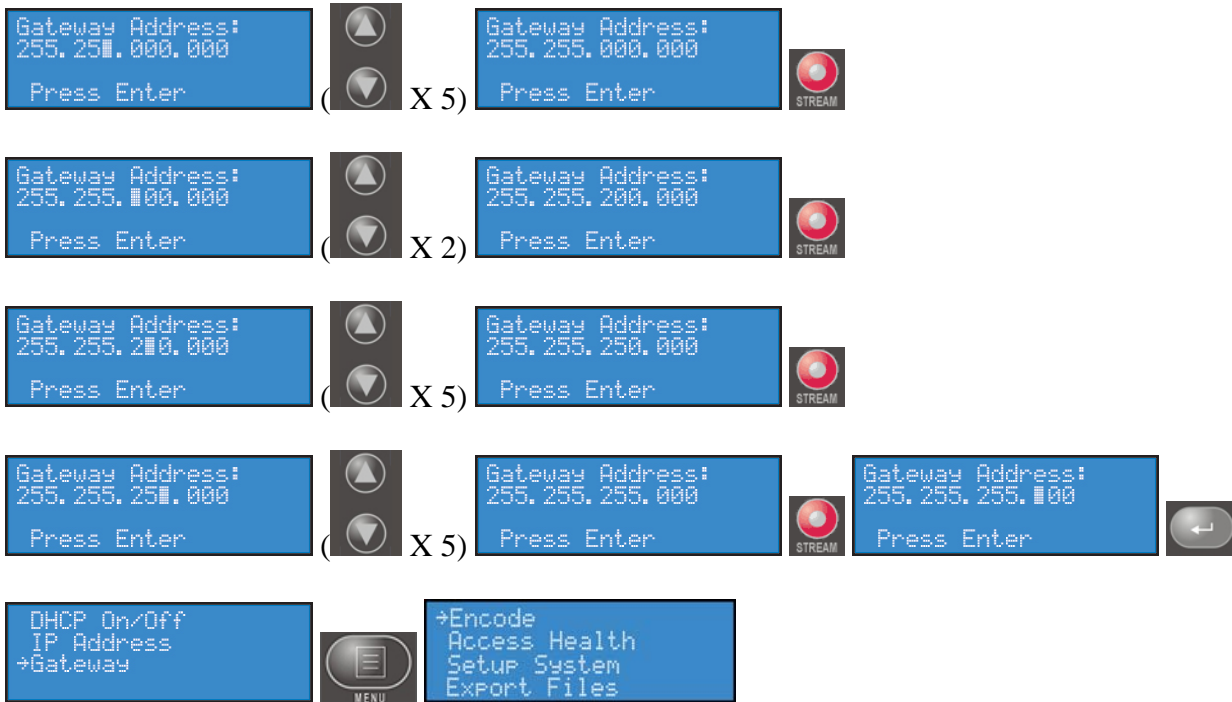 Gateway Address:
255.25█.000.000
Press Enter
( X 5)
Gateway Address:
255.255.000.000
Press Enter
STREAM
Gateway Address:
255.255.█00.000
Press Enter
( X 2)
Gateway Address:
255.255.200.000
Press Enter
STREAM
Gateway Address:
255.255.2█0.000
Press Enter
( X 5)
Gateway Address:
255.255.250.000
Press Enter
STREAM
Gateway Address:
255.255.25█.000
Press Enter
( X 5)
Gateway Address:
255.255.255.000
Press Enter
STREAM
Gateway Address:
255.255.255.█00
Press Enter
DHCP On/Off
IP Address
→Gateway
MENU
→Encode
Access Health
Setup System
Export Files